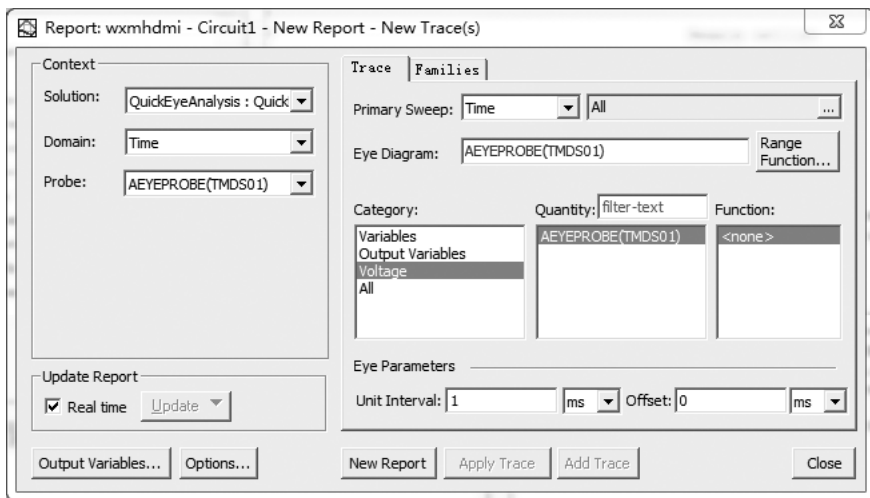 Report: wxmhdmi - Circuit1 - New Report - New Trace(s)
Context
Solution: QuickEyeAnalysis : Quick
Domain: Time
Probe: AEYEPROBE(TMDS01)
Update Report
Real time Update
Output Variables... Options...
Trace Families
Primary Sweep: Time All ...
Eye Diagram: AEYEPROBE(TMDS01) Range Function...
Category: Quantity: filter-text Function:
Variables AEYEPROBE(TMDS01) <none>
Output Variables
Voltage
All
Eye Parameters
Unit Interval: 1 ms Offset: 0 ms
New Report Apply Trace Add Trace Close